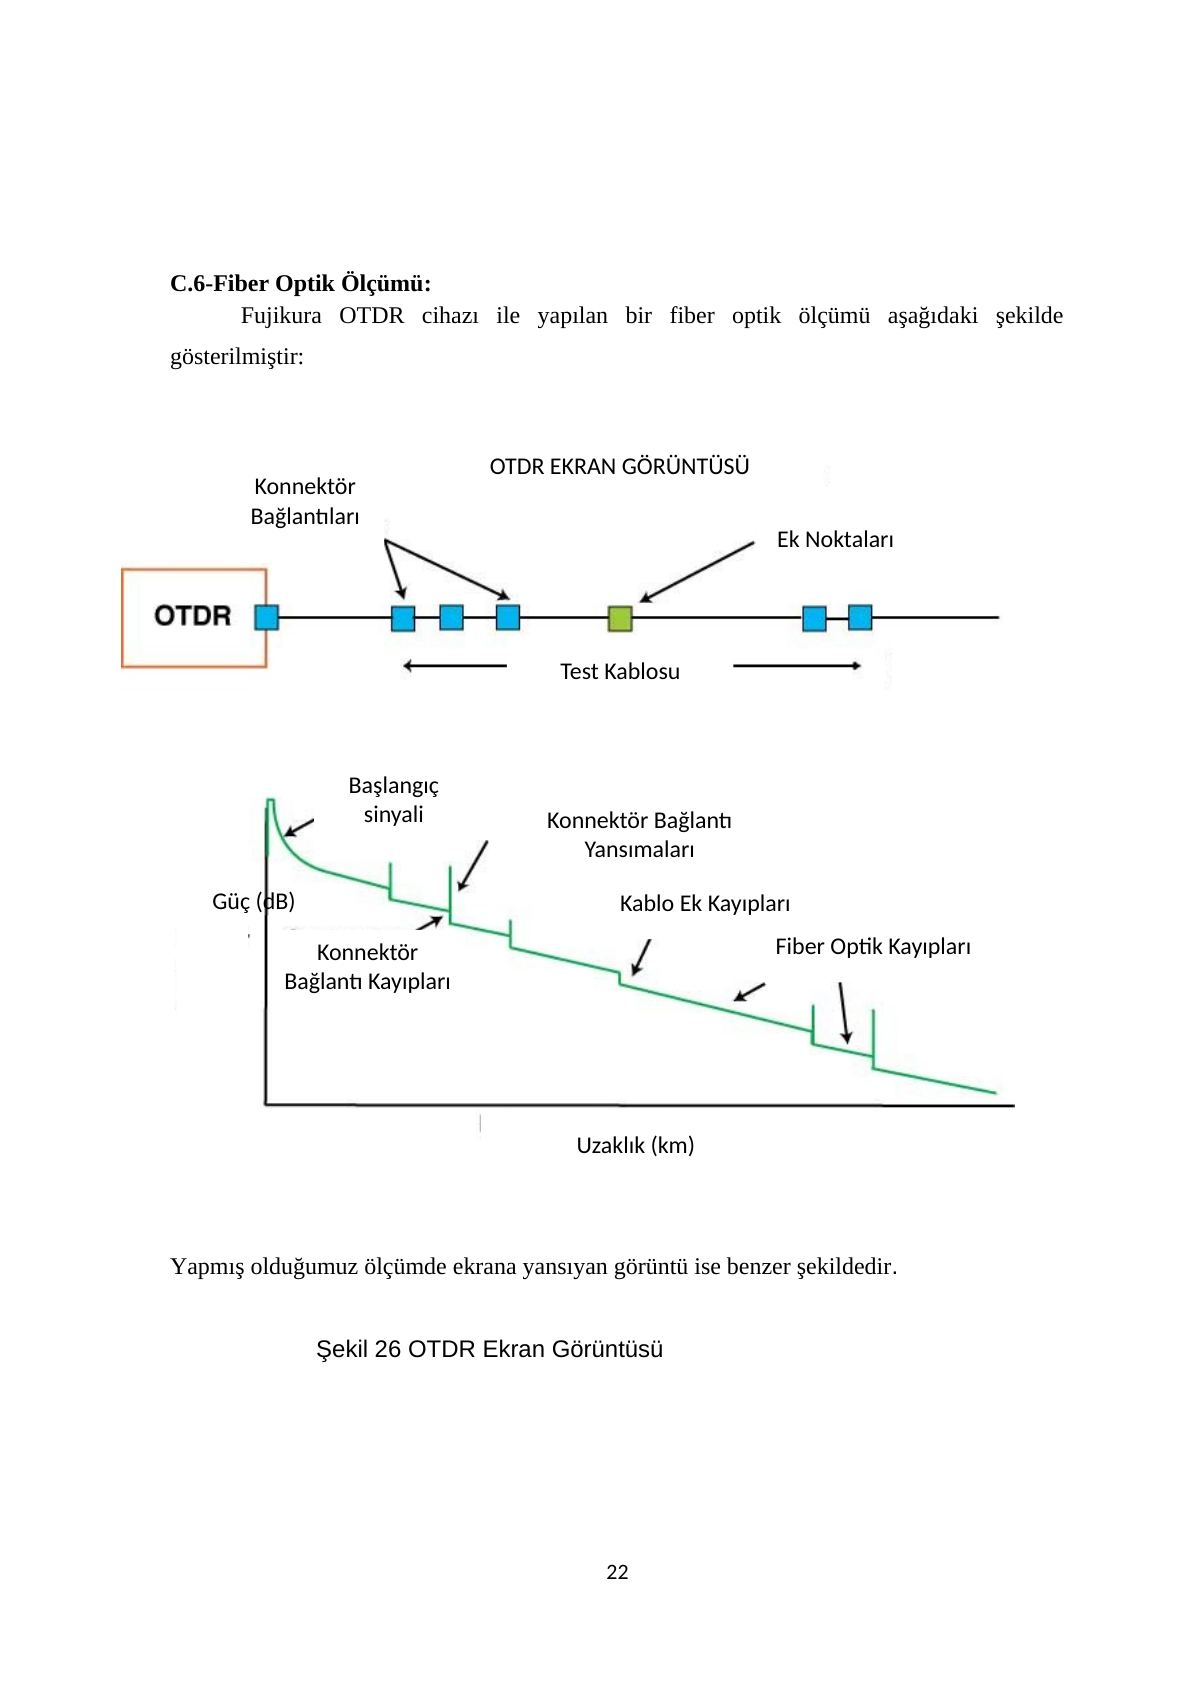 C.6-Fiber Optik Ölçümü:
Fujikura OTDR cihazı ile yapılan bir fiber optik ölçümü aşağıdaki şekilde
gösterilmiştir:
OTDR EKRAN GÖRÜNTÜSÜ
Konnektör
Bağlantıları
Ek Noktaları
OTDR
Test Kablosu
Başlangıç
sinyali
Konnektör Bağlantı
Yansımaları
Güç (dB)
Kablo Ek Kayıpları
Fiber Optik Kayıpları
Konnektör
Bağlantı Kayıpları
Uzaklık (km)
Yapmış olduğumuz ölçümde ekrana yansıyan görüntü ise benzer şekildedir.
Şekil 26 OTDR Ekran Görüntüsü
22